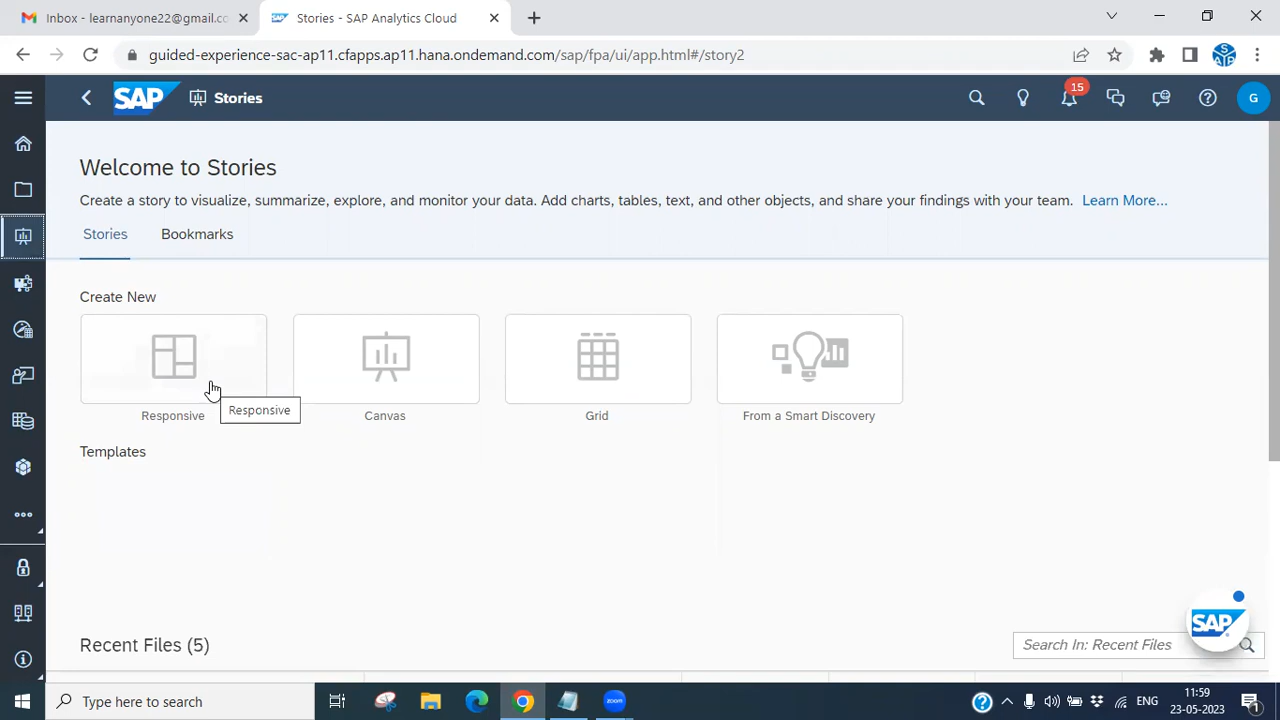 Inbox - learnanyone22@gmail.co
Stories - SAP Analytics Cloud
guided-experience-sac-ap11.cfapps.ap11.hana.ondemand.com/sap/fpa/ui/app.html#/story2
SAP
Stories
15
G
Welcome to Stories
Create a story to visualize, summarize, explore, and monitor your data. Add charts, tables, text, and other objects, and share your findings with your team. Learn More...
Stories
Bookmarks
Create New
Responsive
Canvas
Grid
From a Smart Discovery
Responsive
Templates
SAP
Recent Files (5)
Search In: Recent Files
Type here to search
zoom
ENG
11:59
23-05-2023
1